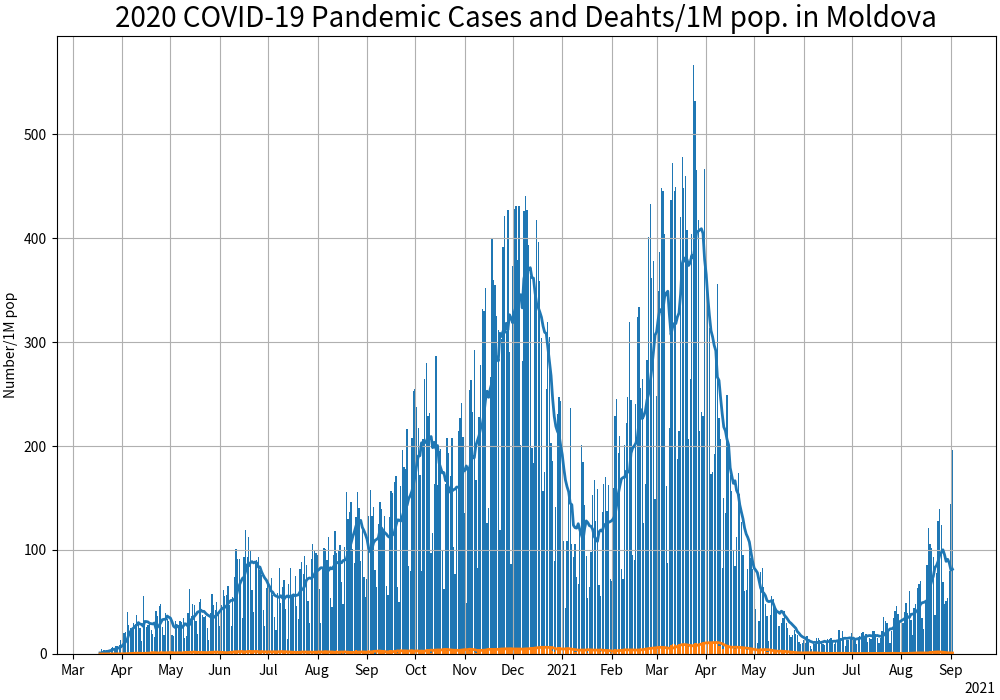 2020 COVID-19 Pandemic Cases and Deahts/1M pop. in Moldova
Number/1M pop
500
400
300
200
100
0
Mar Apr May Jun Jul Aug Sep Oct Nov Dec 2021 Feb Mar Apr May Jun Jul Aug Sep
2021